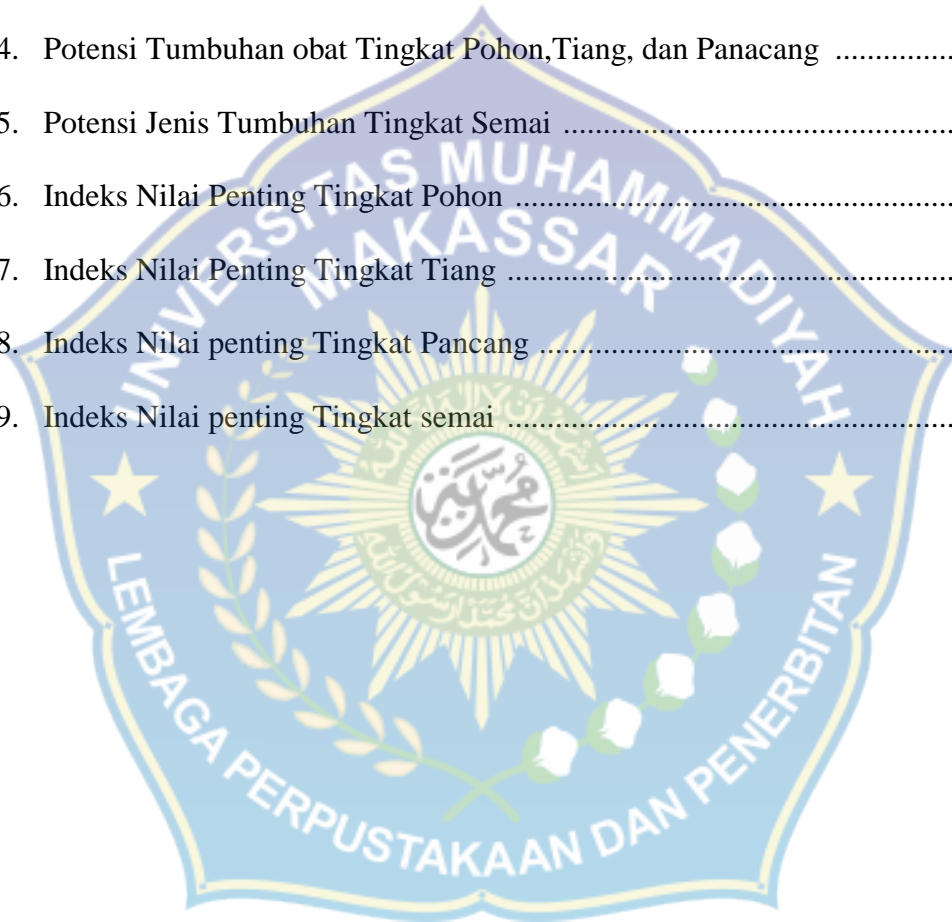 4. Potensi Tumbuhan obat Tingkat Pohon,Tiang, dan Panacang ..............
5. Potensi Jenis Tumbuhan Tingkat Semai ................................................
6. Indeks Nilai Penting Tingkat Pohon ......................................................
7. Indeks Nilai Penting Tingkat Tiang .......................................................
8. Indeks Nilai penting Tingkat Pancang ...................................................
9. Indeks Nilai penting Tingkat semai .......................................................
UNIVERSITAS MUHAMMADIYAH
MAKASSAR
LEMBAGA PERPUSTAKAAN DAN PENERBITAN